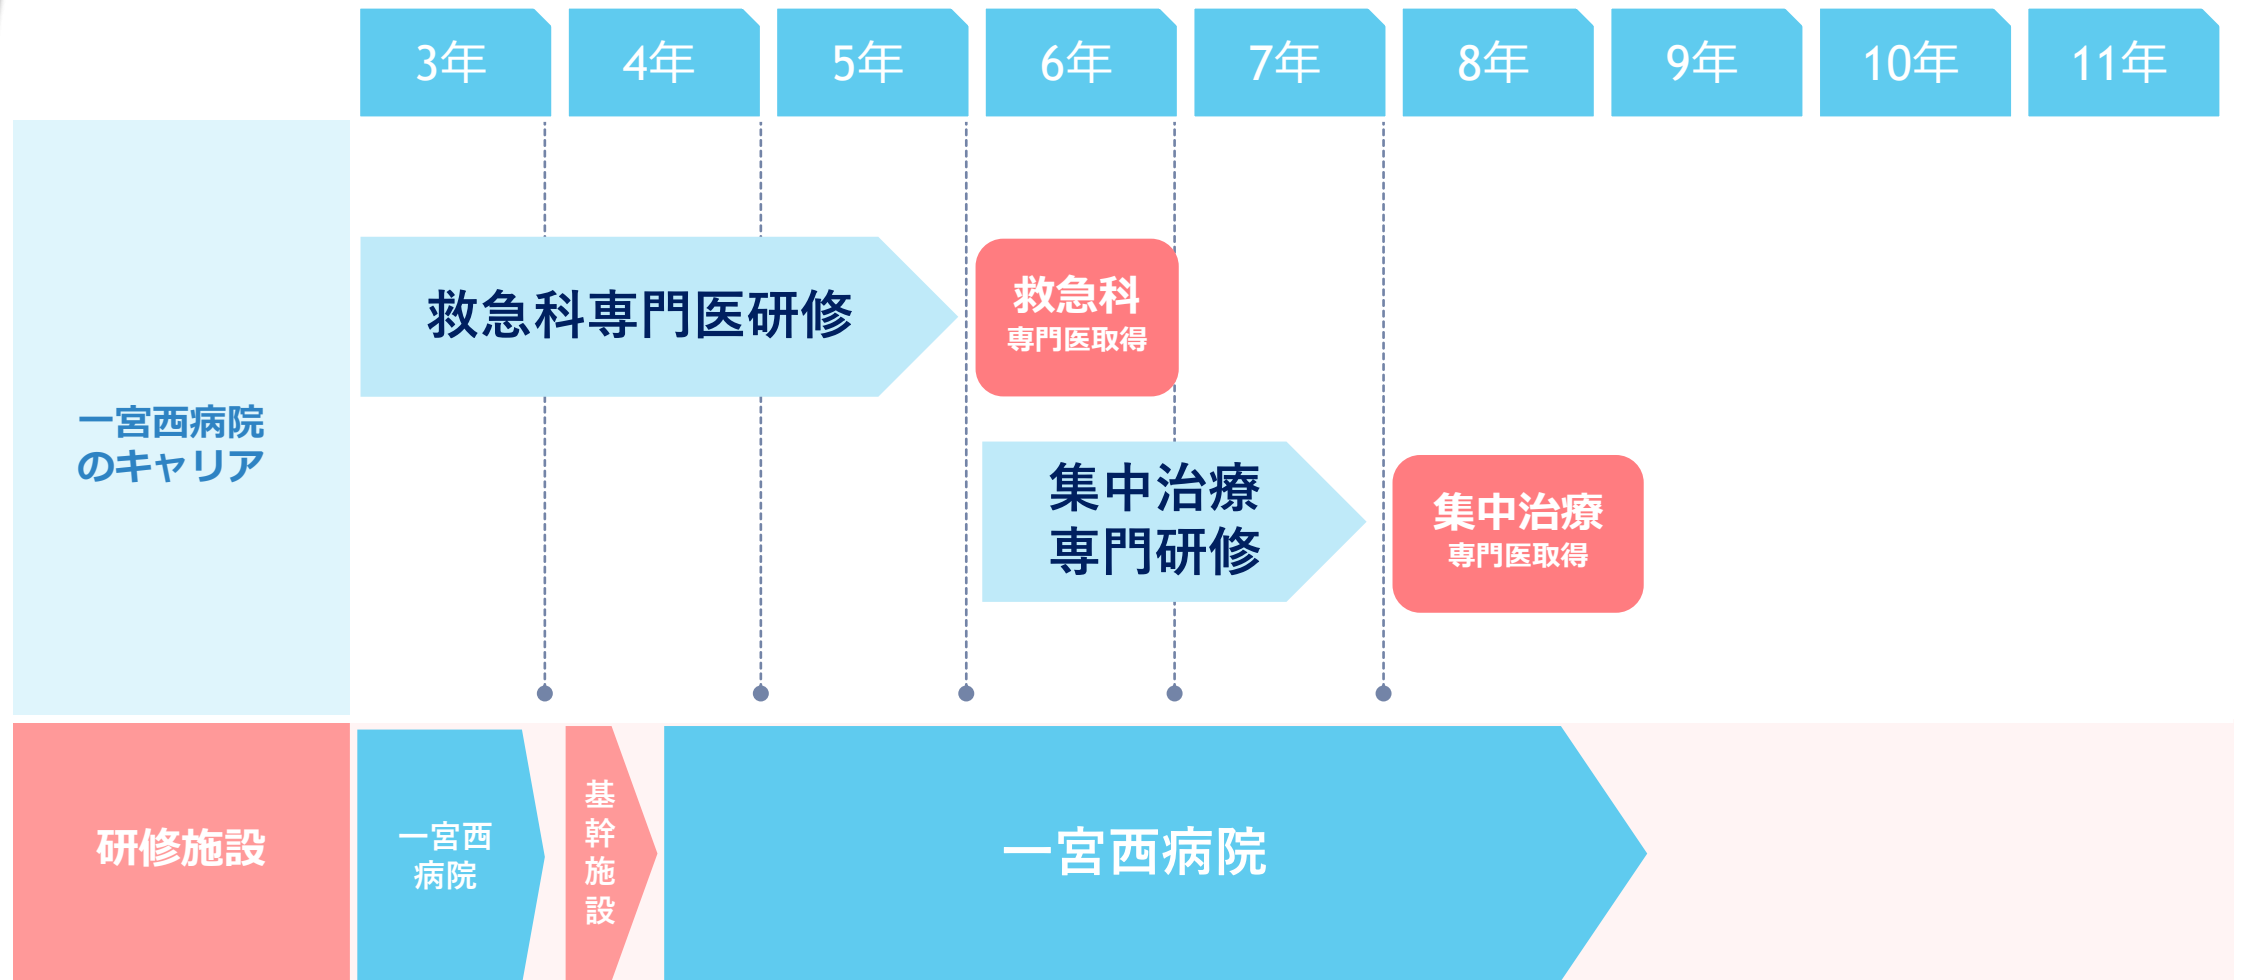 3年
4年
5年
6年
7年
8年
9年
10年
11年
一宮西病院
のキャリア
救急科専門医研修
救急科
専門医取得
集中治療
専門研修
集中治療
専門医取得
研修施設
一宮西
病院
基幹施設
一宮西病院